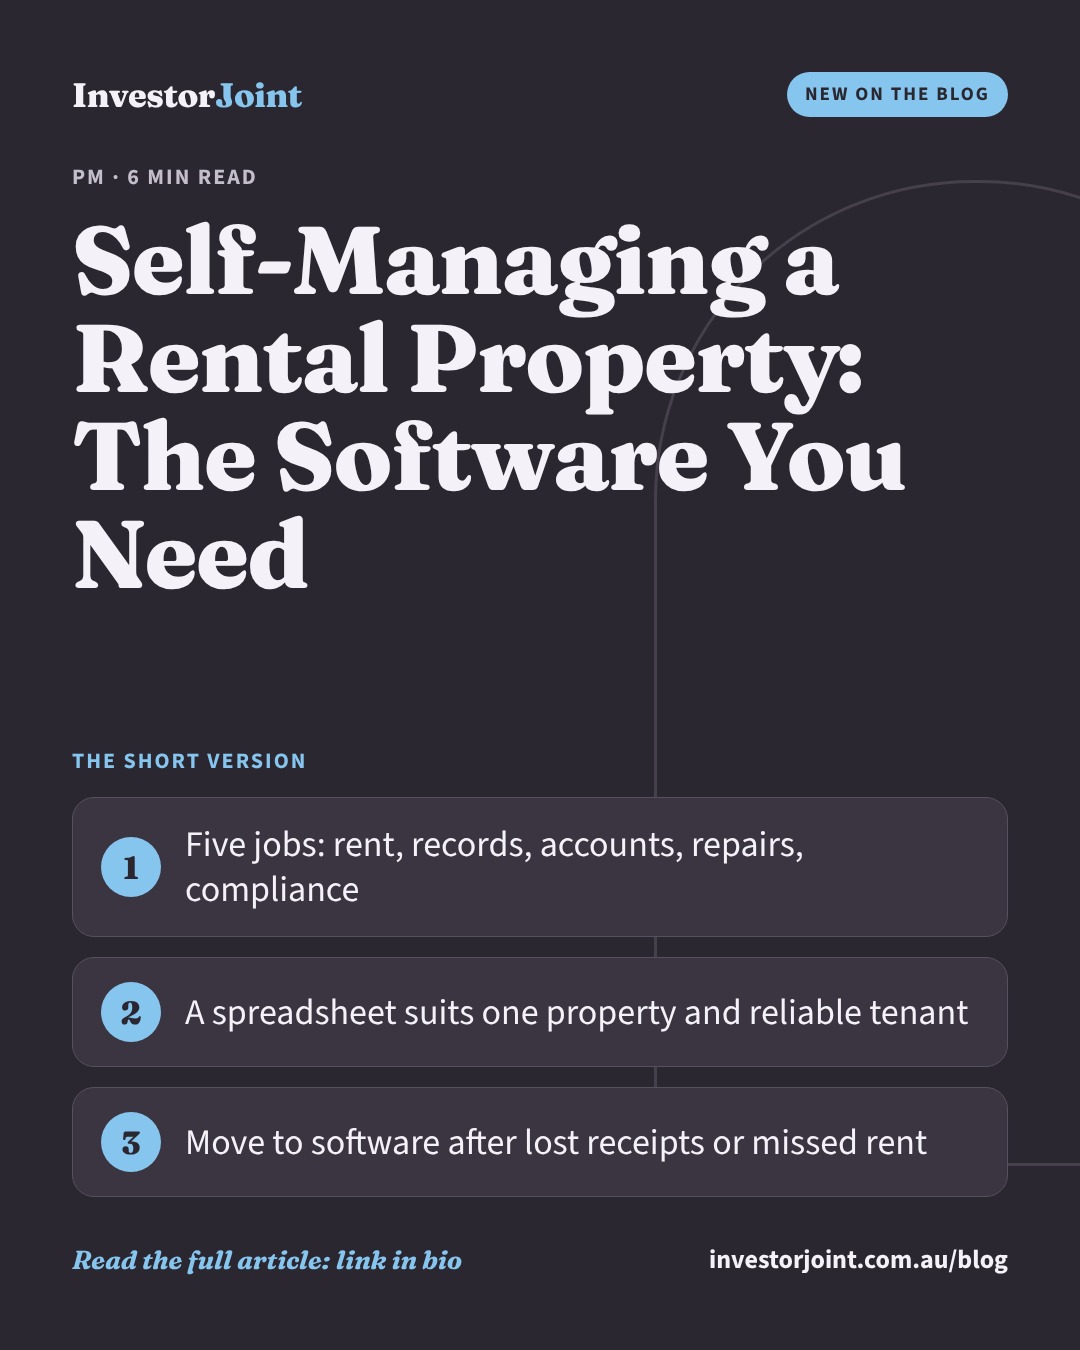 InvestorJoint
NEW ON THE BLOG
PM · 6 MIN READ
Self-Managing a
Rental Property:
The Software You
Need
THE SHORT VERSION
1
Five jobs: rent, records, accounts, repairs,
compliance
2
A spreadsheet suits one property and reliable tenant
3
Move to software after lost receipts or missed rent
Read the full article: link in bio
investorjoint.com.au/blog